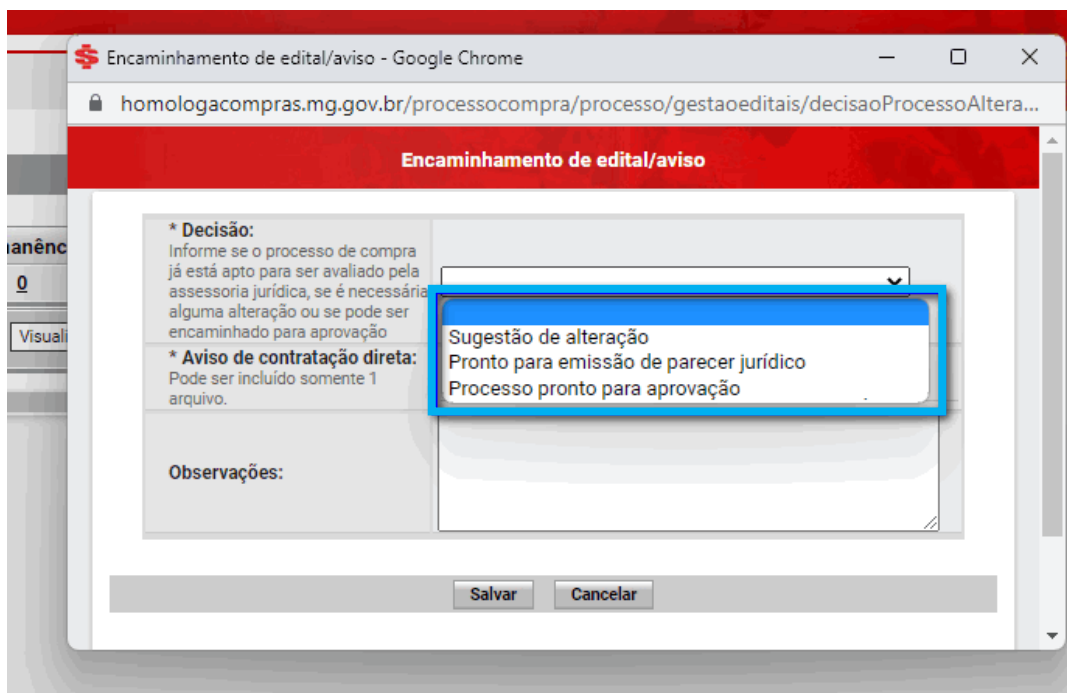 Encaminhamento de edital/aviso - Google Chrome
homologacompras.mg.gov.br/processocompra/processo/gestaoeditais/decisaoProcessoAltera...
Encaminhamento de edital/aviso
* Decisão:
Informe se o processo de compra
já está apto para ser avaliado pela
assessoria jurídica, se é necessária
alguma alteração ou se pode ser
encaminhado para aprovação
Sugestão de alteração
Pronto para emissão de parecer jurídico
Processo pronto para aprovação
* Aviso de contratação direta:
Pode ser incluído somente 1
arquivo.
Observações:
Salvar
Cancelar
anênc
0
Visuali